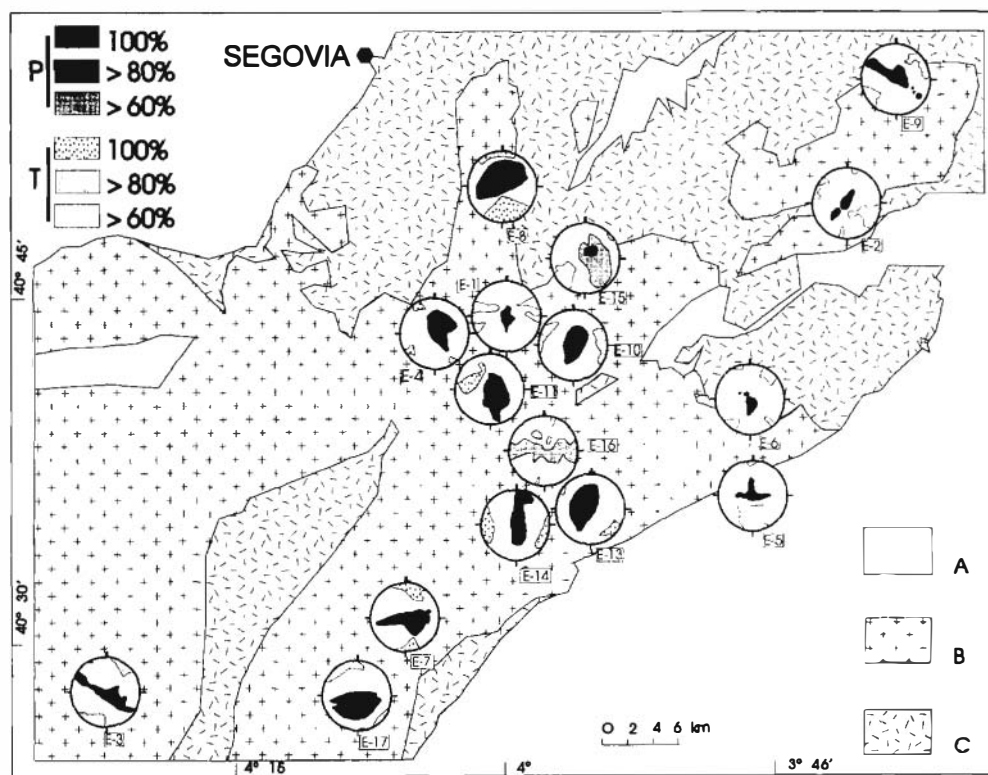 P
100%
> 80%
> 60%
T
100%
> 80%
> 60%
SEGOVIA
E-9
E-8
E-2
40° 45'
E-1
E-15
E-4
E-10
E-11
E-6
E-16
E-5
E-13
E-14
40° 30
E-7
E-3
E-17
A
B
C
0 2 4 6 km
4° 15
4°
3° 46'